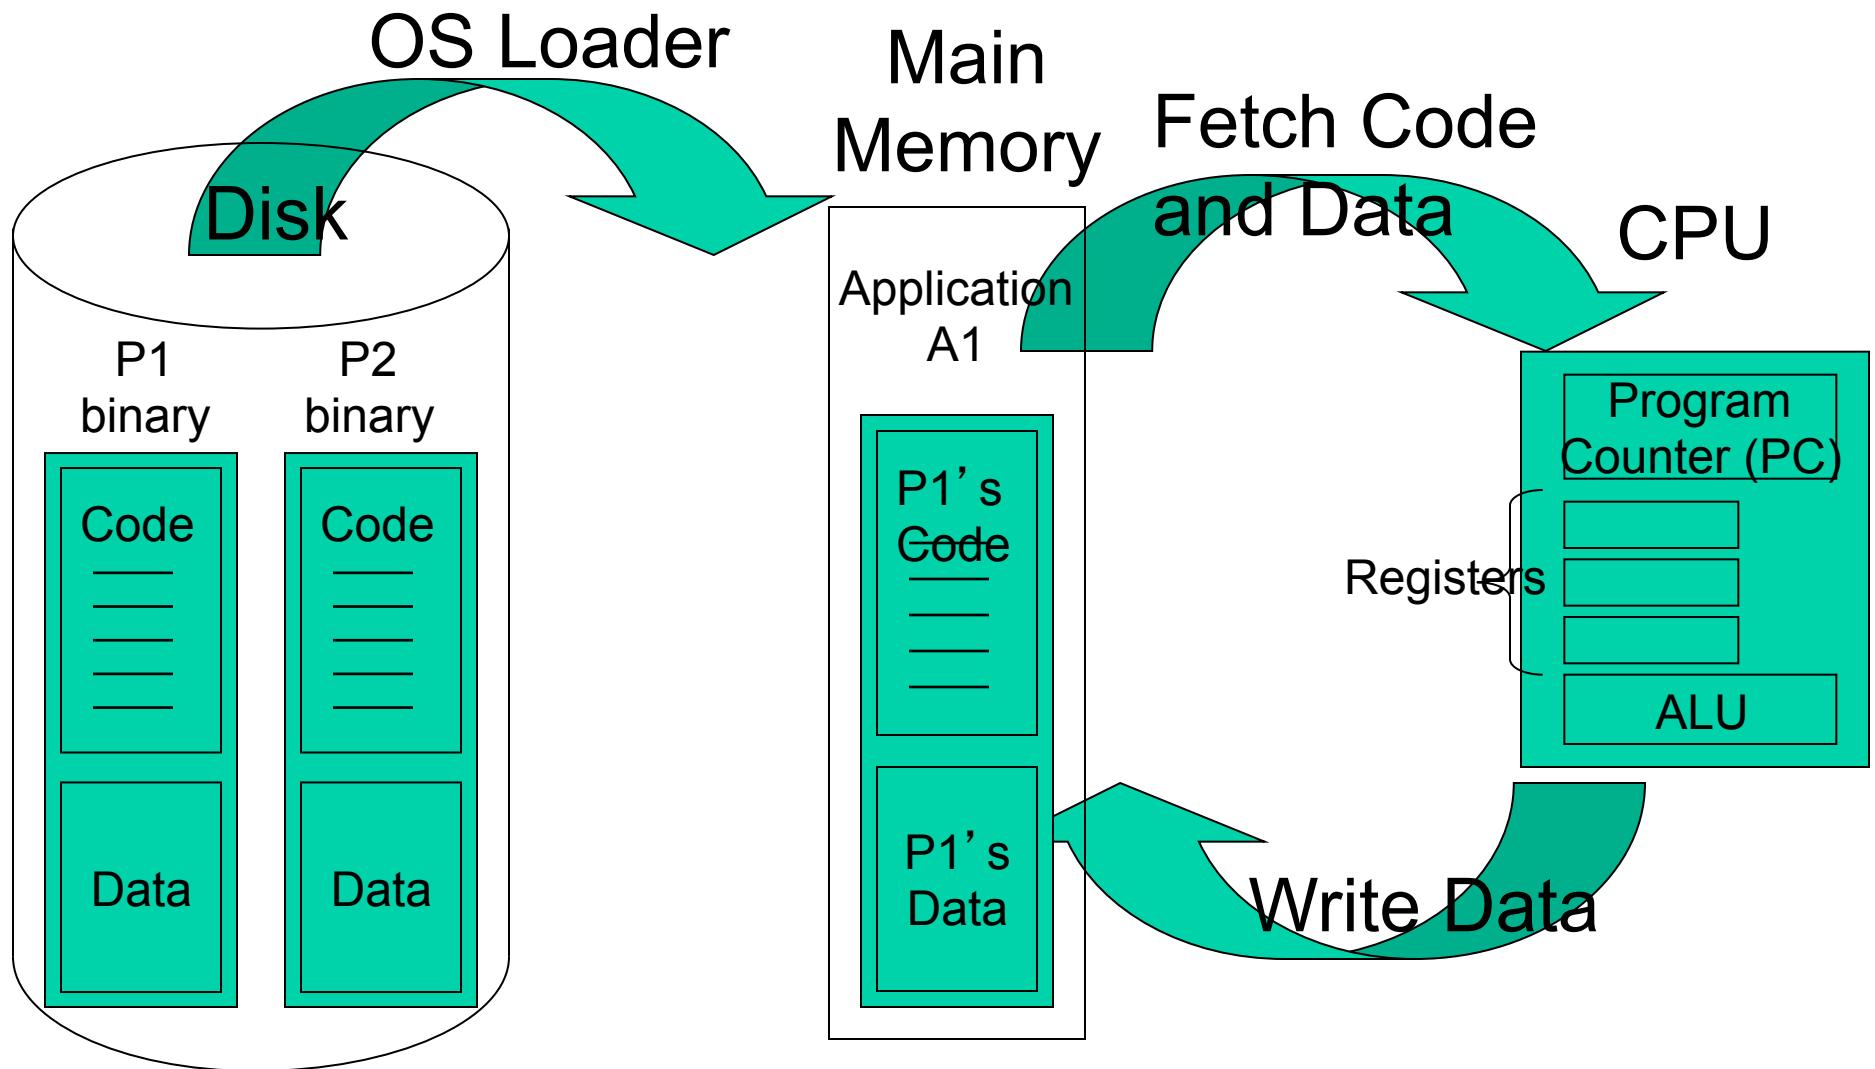 OS Loader
Main
Memory
Fetch Code
and Data
CPU
Disk
P1
binary
P2
binary
Code
Data
Code
Data
Application
A1
P1’s
Code
P1’s
Data
Program
Counter (PC)
Registers
ALU
Write Data